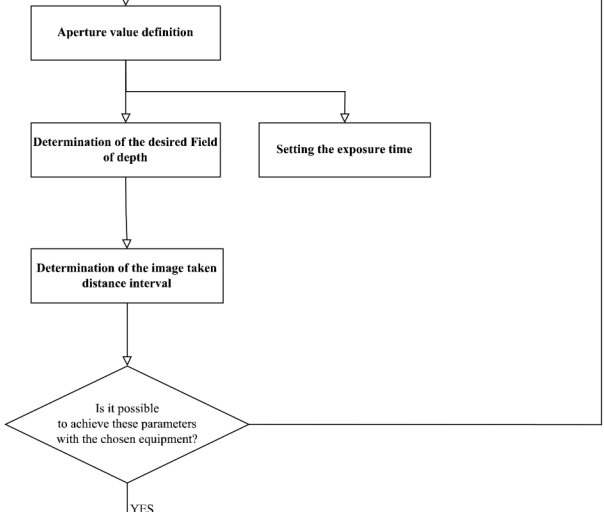 Aperture value definition
Determination of the desired Field
of depth
Setting the exposure time
Determination of the image taken
distance interval
Is it possible
to achieve these parameters
with the chosen equipment?
YES